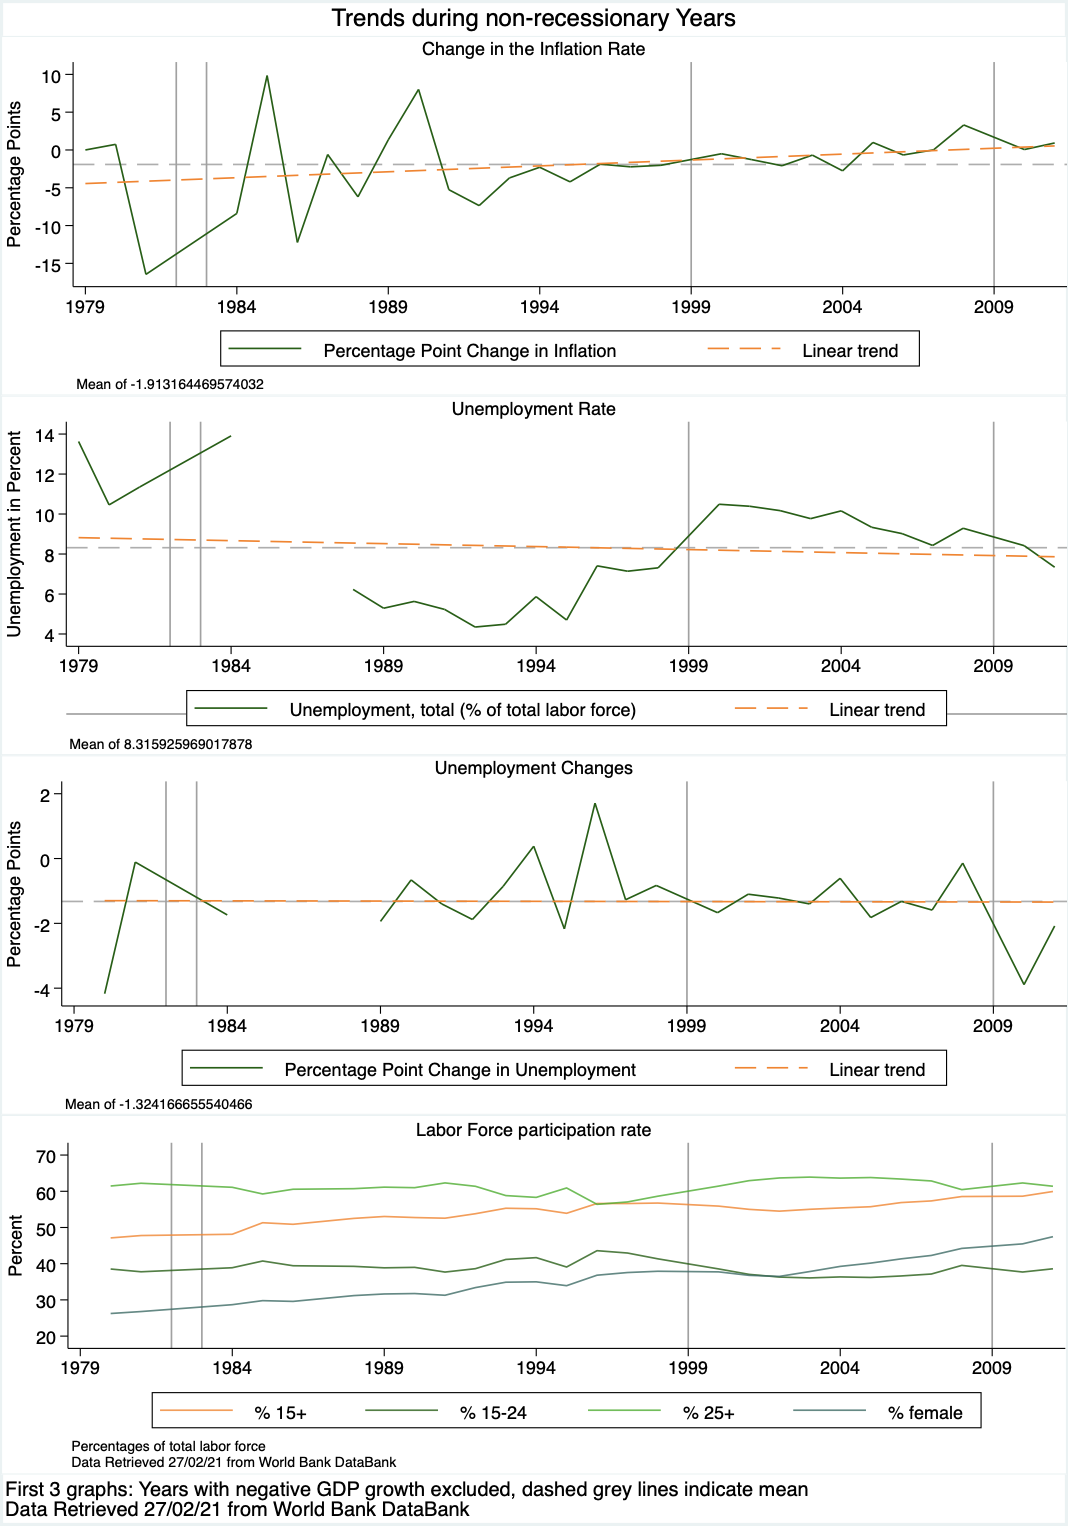 Trends during non-recessionary Years
Change in the Inflation Rate
Percentage Points
10
5
0
-5
-10
-15
1979 1984 1989 1994 1999 2004 2009
Percentage Point Change in Inflation Linear trend
Mean of -1.913164469574032
Unemployment Rate
Unemployment in Percent
14
12
10
8
6
4
1979 1984 1989 1994 1999 2004 2009
Unemployment, total (% of total labor force) Linear trend
Mean of 8.315925969017878
Unemployment Changes
Percentage Points
2
0
-2
-4
1979 1984 1989 1994 1999 2004 2009
Percentage Point Change in Unemployment Linear trend
Mean of -1.324166655540466
Labor Force participation rate
Percent
70
60
50
40
30
20
1979 1984 1989 1994 1999 2004 2009
% 15+ % 15-24 % 25+ % female
Percentages of total labor force
Data Retrieved 27/02/21 from World Bank DataBank
First 3 graphs: Years with negative GDP growth excluded, dashed grey lines indicate mean
Data Retrieved 27/02/21 from World Bank DataBank